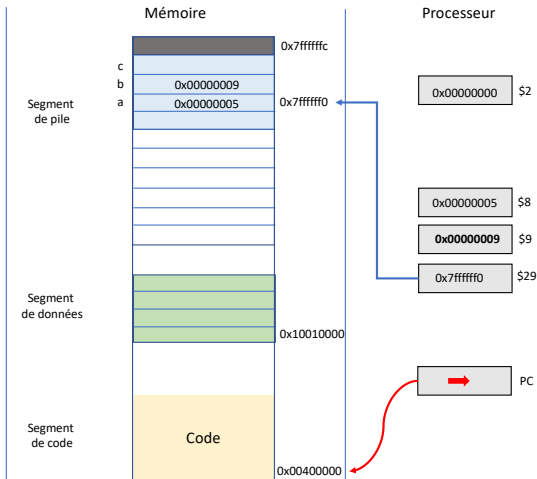 Mémoire
Processeur
0x7ffffffc
c
b 0x00000009
a 0x00000005 0x7ffffff0
Segment
de pile
0x00000000 $2
0x00000005 $8
0x00000009 $9
0x7ffffff0 $29
Segment
de données
0x10010000
PC
Segment
de code
Code
0x00400000